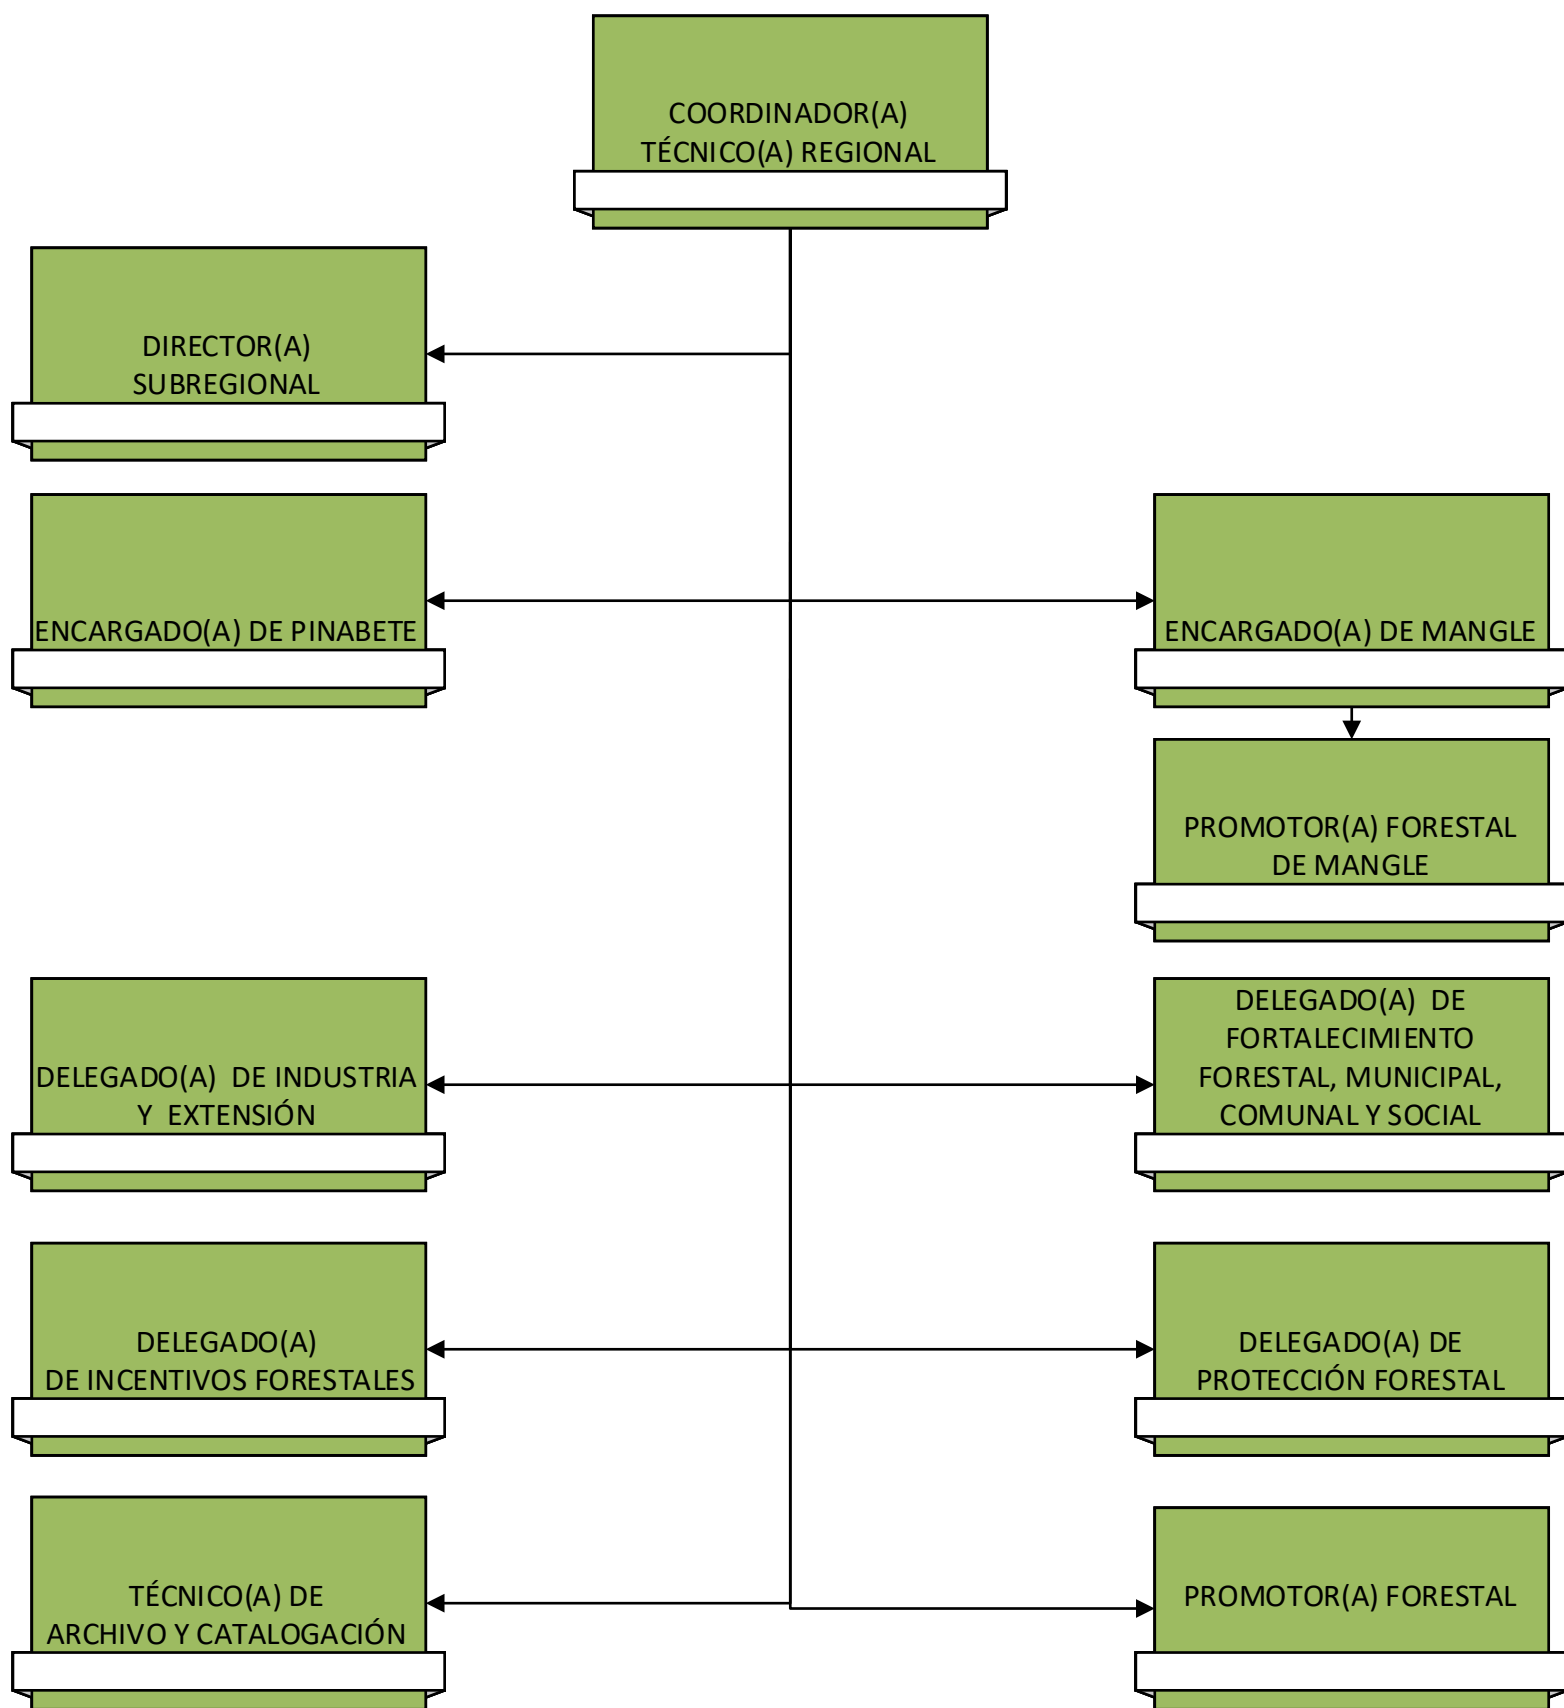 COORDINADOR(A)
TÉCNICO(A) REGIONAL
DIRECTOR(A)
SUBREGIONAL
ENCARGADO(A) DE PINABETE
ENCARGADO(A) DE MANGLE
PROMOTOR(A) FORESTAL
DE MANGLE
DELEGADO(A) DE INDUSTRIA
Y EXTENSIÓN
DELEGADO(A) DE
FORTALECIMIENTO
FORESTAL, MUNICIPAL,
COMUNAL Y SOCIAL
DELEGADO(A)
DE INCENTIVOS FORESTALES
DELEGADO(A) DE
PROTECCIÓN FORESTAL
TÉCNICO(A) DE
ARCHIVO Y CATALOGACIÓN
PROMOTOR(A) FORESTAL